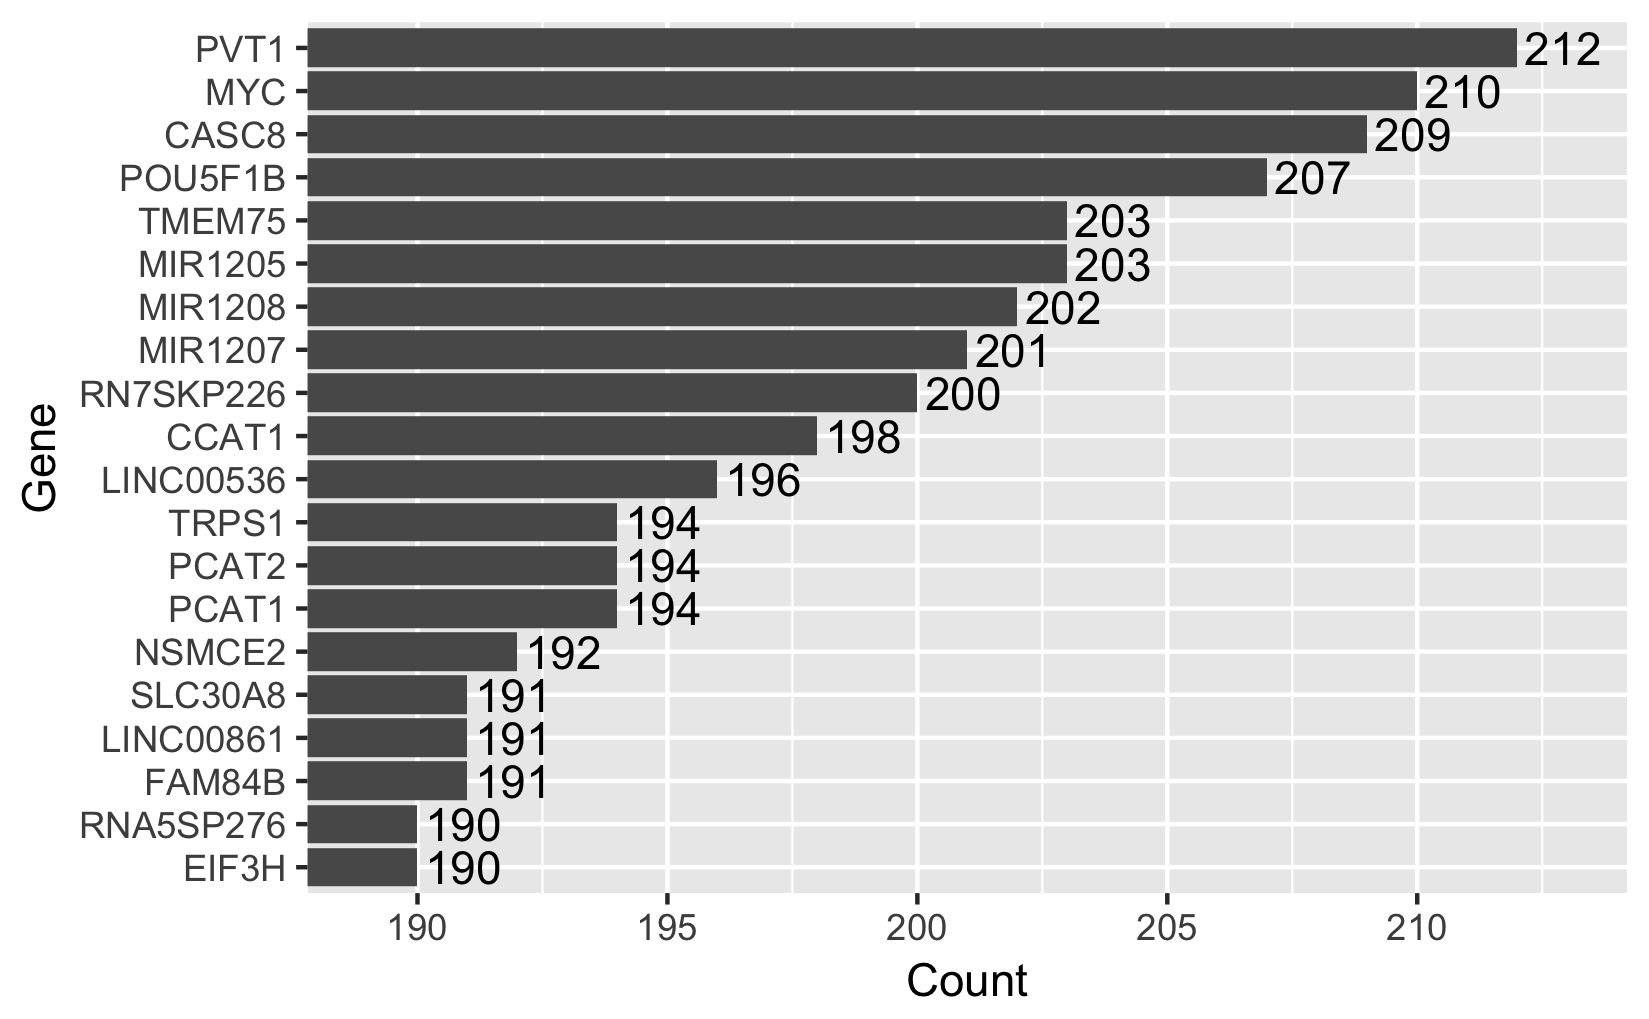 PVT1 212
MYC 210
CASC8 209
POU5F1B 207
TMEM75 203
MIR1205 203
MIR1208 202
MIR1207 201
RN7SKP226 200
CCAT1 198
LINC00536 196
TRPS1 194
PCAT2 194
PCAT1 194
NSMCE2 192
SLC30A8 191
LINC00861 191
FAM84B 191
RNA5SP276 190
EIF3H 190
Gene
190 195 200 205 210
Count